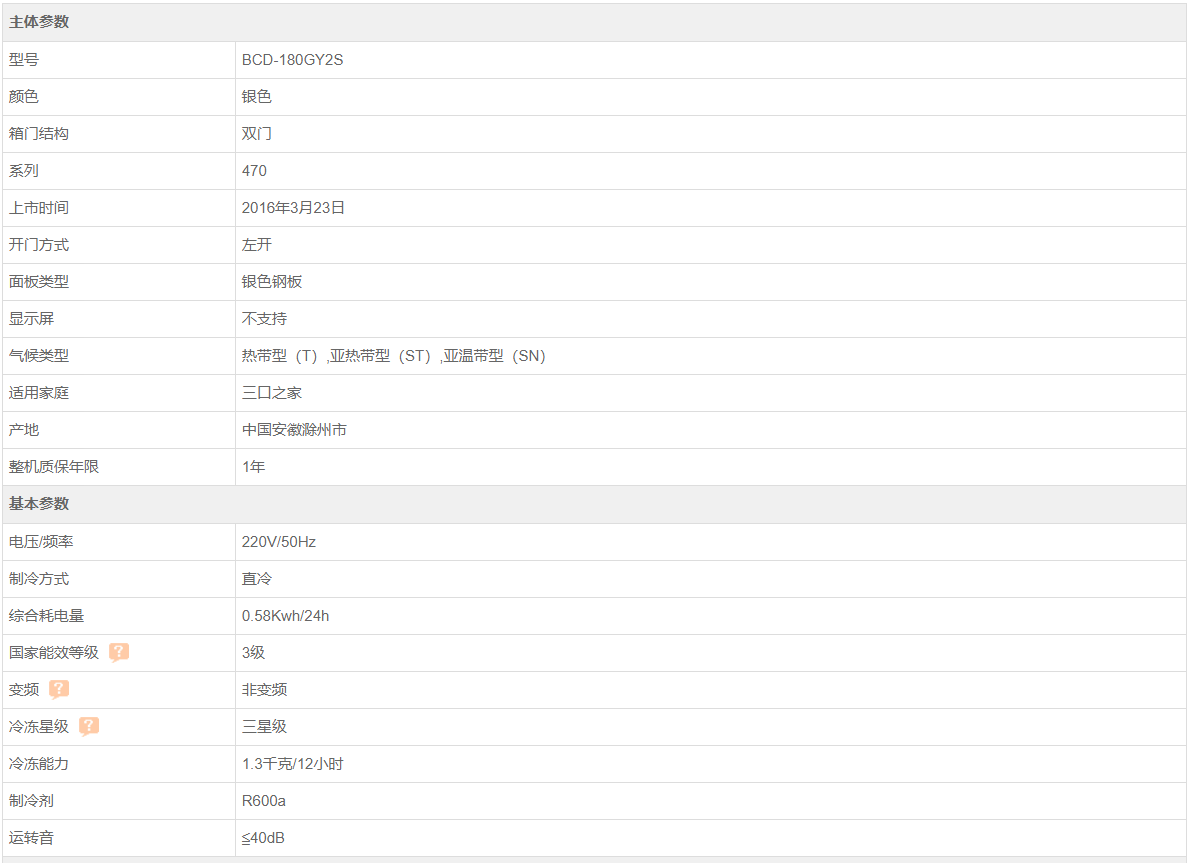 主体参数
型号 BCD-180GY2S
颜色 银色
箱门结构 双门
系列 470
上市时间 2016年3月23日
开门方式 左开
面板类型 银色钢板
显示屏 不支持
气候类型 热带型（T）,亚热带型（ST）,亚温带型（SN）
适用家庭 三口之家
产地 中国安徽滁州市
整机质保年限 1年
基本参数
电压/频率 220V/50Hz
制冷方式 直冷
综合耗电量 0.58Kwh/24h
国家能效等级 ? 3级
变频 ? 非变频
冷冻星级 ? 三星级
冷冻能力 1.3千克/12小时
制冷剂 R600a
运转音 ≦40dB